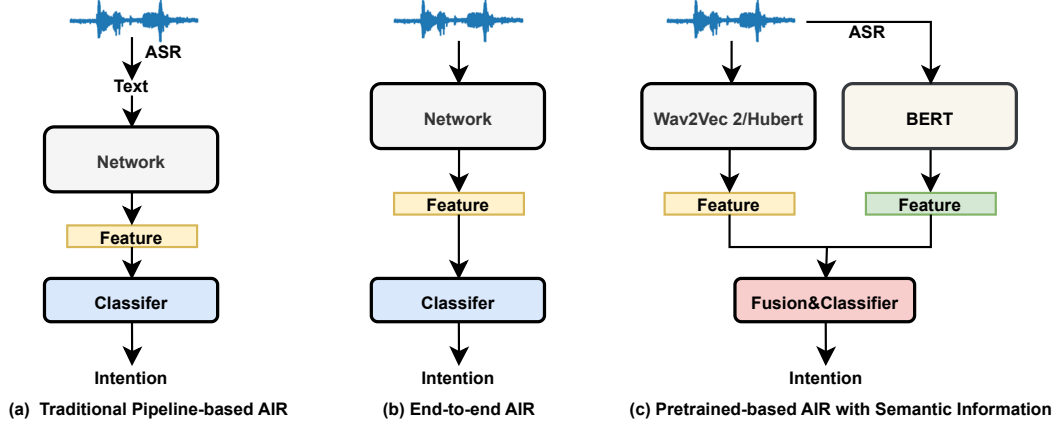 ASR
Text
Network
Feature
Classifer
Intention
(a) Traditional Pipeline-based AIR
Network
Feature
Classifer
Intention
(b) End-to-end AIR
ASR
Wav2Vec 2/Hubert
BERT
Feature
Feature
Fusion&Classifier
Intention
(c) Pretrained-based AIR with Semantic Information